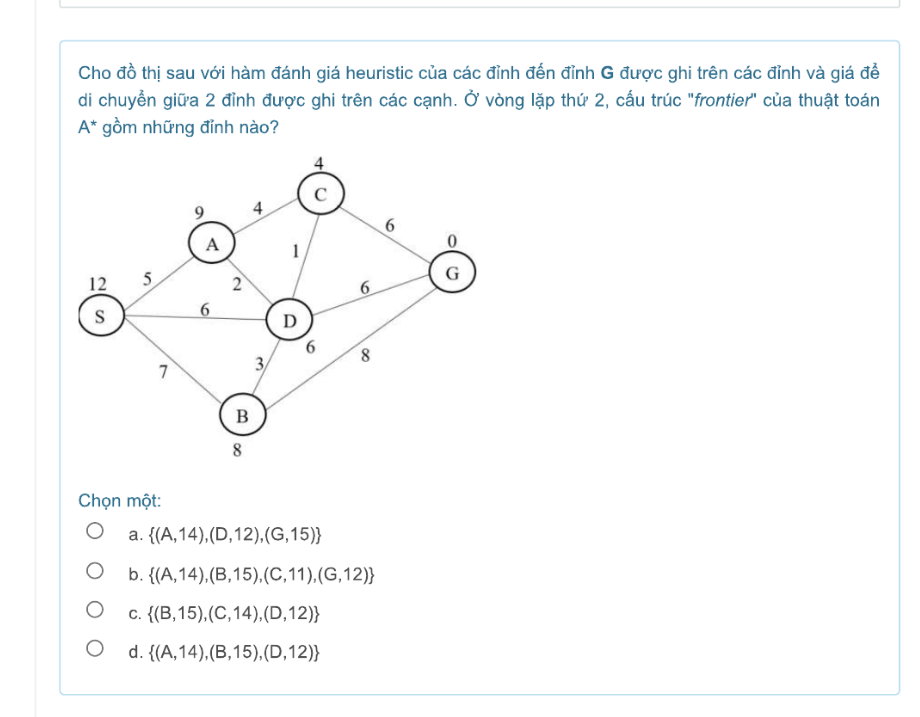 Cho đồ thị sau với hàm đánh giá heuristic của các đỉnh đến đỉnh G được ghi trên các đỉnh và giá để
di chuyển giữa 2 đỉnh được ghi trên các cạnh. Ở vòng lặp thứ 2, cấu trúc "frontier" của thuật toán
A* gồm những đỉnh nào?
4
C
9
4
6
A
1
0
G
12
5
2
6
S
6
D
6
7
3
8
B
8
Chọn một:
a. {(A,14),(D,12),(G,15)}
b. {(A,14),(B,15),(C,11),(G,12)}
c. {(B,15),(C,14),(D,12)}
d. {(A,14),(B,15),(D,12)}